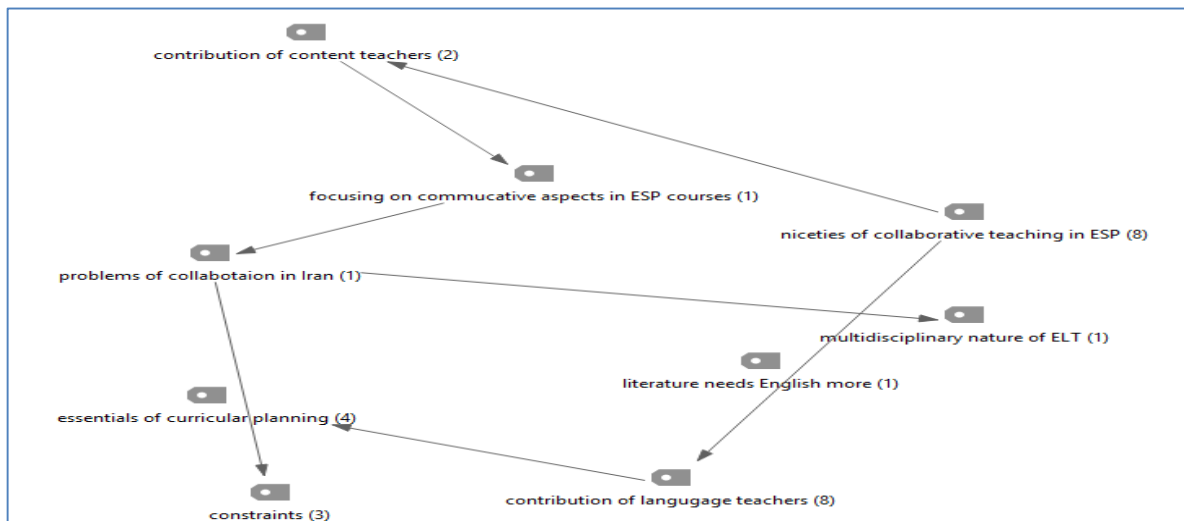 contribution of content teachers (2)
focusing on commucative aspects in ESP courses (1)
niceties of collaborative teaching in ESP (8)
problems of collabotaion in Iran (1)
multidisciplinary nature of ELT (1)
literature needs English more (1)
essentials of curricular planning (4)
contribution of langugage teachers (8)
constraints (3)